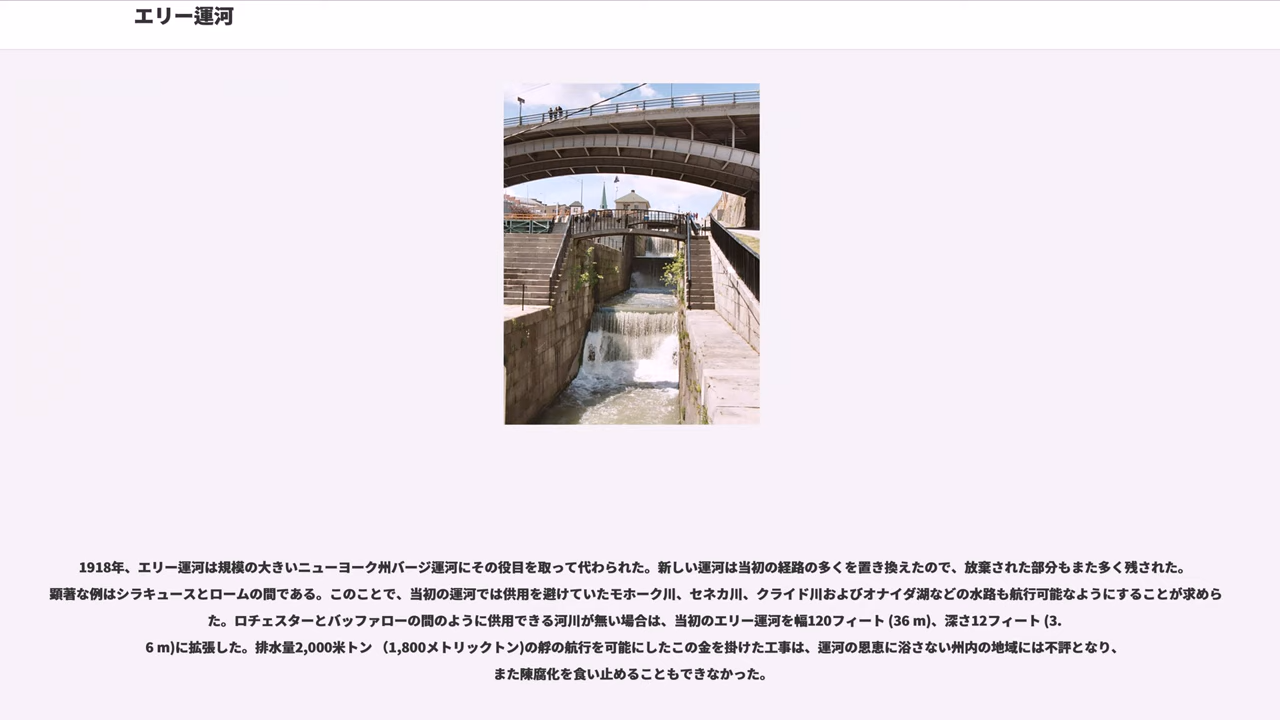 エリー運河
1918年、エリー運河は規模の大きいニューヨーク州バージ運河にその役目を取って代わられた。新しい運河は当初の経路の多くを置き換えたので、放棄された部分もまた多く残された。
顕著な例はシラキュースとロームの間である。このことで、当初の運河では供用を避けていたモホーク川、セネカ川、クライド川およびオナイダ湖などの水路も航行可能なようにすることが求めら
た。ロチェスターとバッファローの間のように供用できる河川が無い場合は、当初のエリー運河を幅120フィート (36 m)、深さ12フィート (3.
6 m)に拡張した。排水量2,000米トン （1,800メトリックトン)の艀の航行を可能にしたこの金を掛けた工事は、運河の恩恵に浴さない州内の地域には不評となり、
また陳腐化を食い止めることもできなかった。